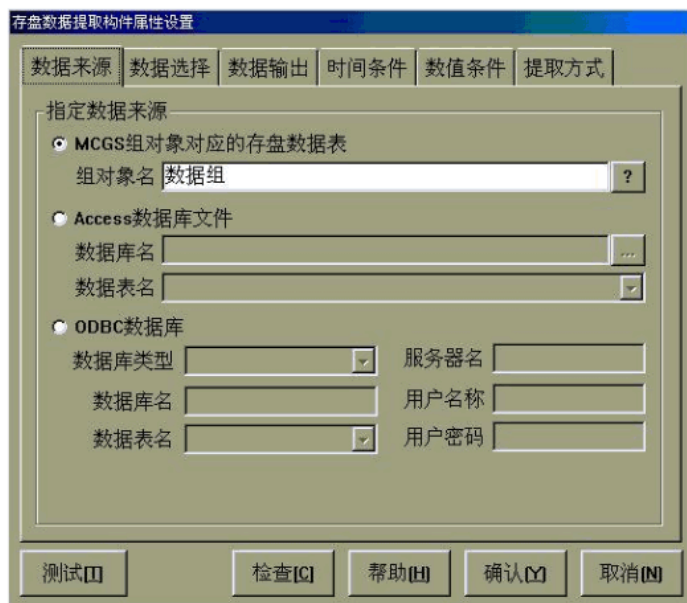 存盘数据提取构件属性设置
数据来源 数据选择 数据输出 时间条件 数值条件 提取方式
指定数据来源
MCGS组对象对应的存盘数据表
组对象名 数据组 ?
Access数据库文件
数据库名 ...
数据表名
ODBC数据库
数据库类型 服务器名
数据库名 用户名称
数据表名 用户密码
测试[T] 检查[C] 帮助[H] 确认[Y] 取消[N]